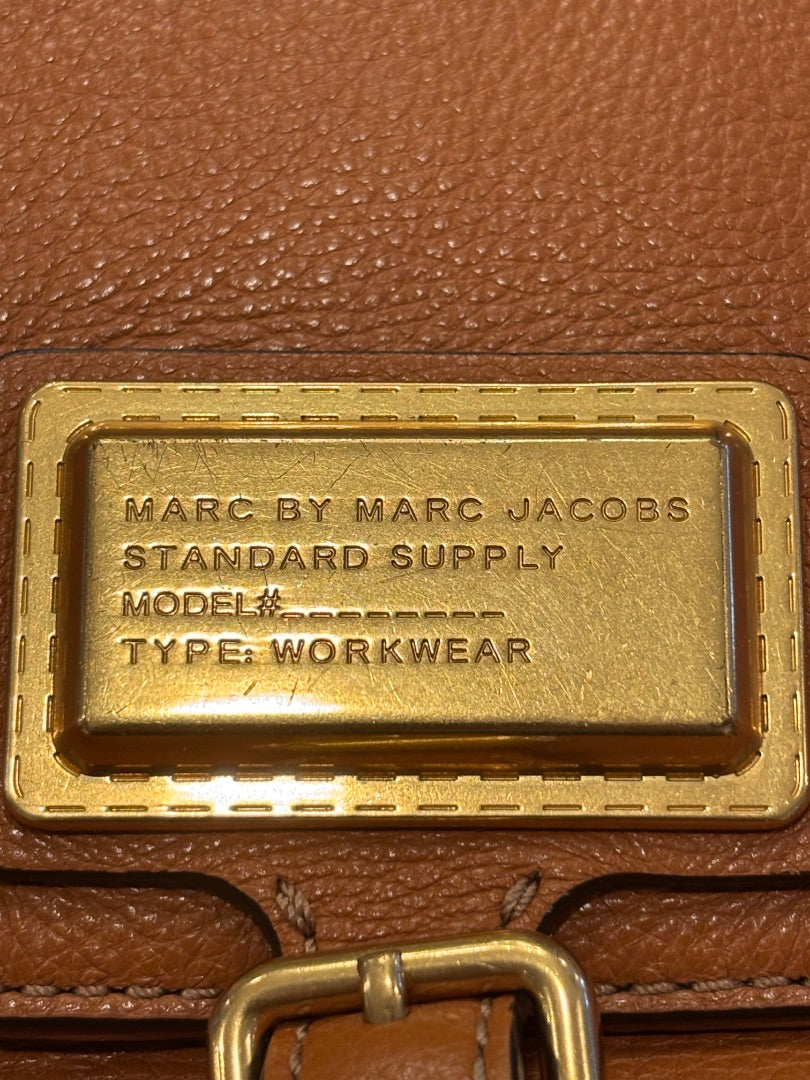 MARC BY MARC JACOBS
STANDARD SUPPLY
MODEL#_________
TYPE: WORKWEAR